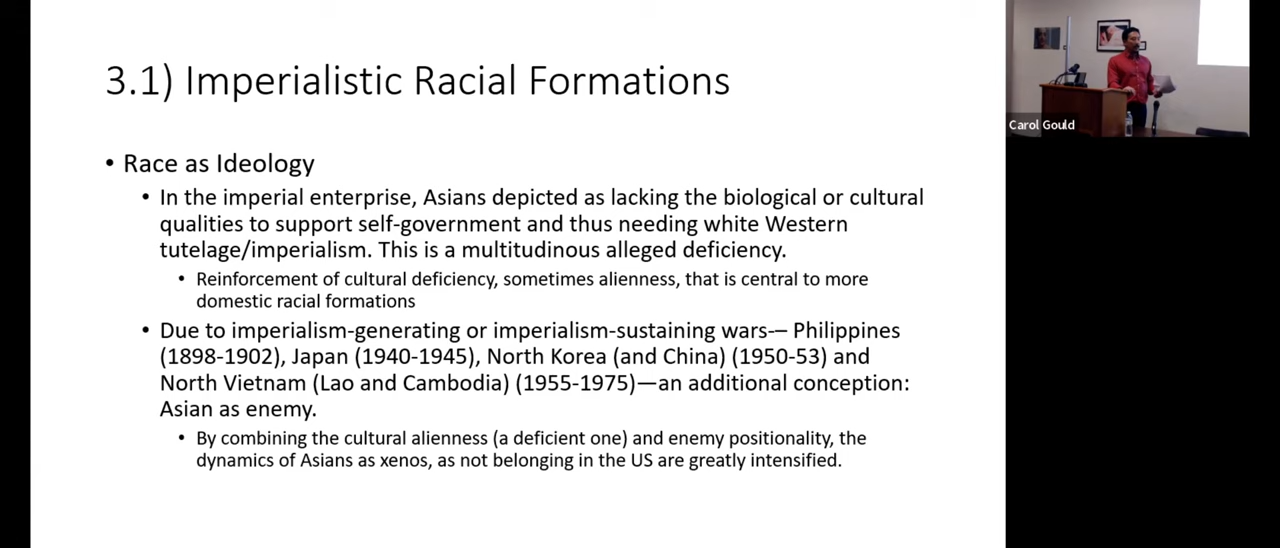 3.1) Imperialistic Racial Formations
• Race as Ideology
• In the imperial enterprise, Asians depicted as lacking the biological or cultural
qualities to support self-government and thus needing white Western
tutelage/imperialism. This is a multitudinous alleged deficiency.
• Reinforcement of cultural deficiency, sometimes alienness, that is central to more
domestic racial formations
• Due to imperialism-generating or imperialism-sustaining wars-– Philippines
(1898-1902), Japan (1940-1945), North Korea (and China) (1950-53) and
North Vietnam (Lao and Cambodia) (1955-1975)—an additional conception:
Asian as enemy.
• By combining the cultural alienness (a deficient one) and enemy positionality, the
dynamics of Asians as xenos, as not belonging in the US are greatly intensified.
Carol Gould